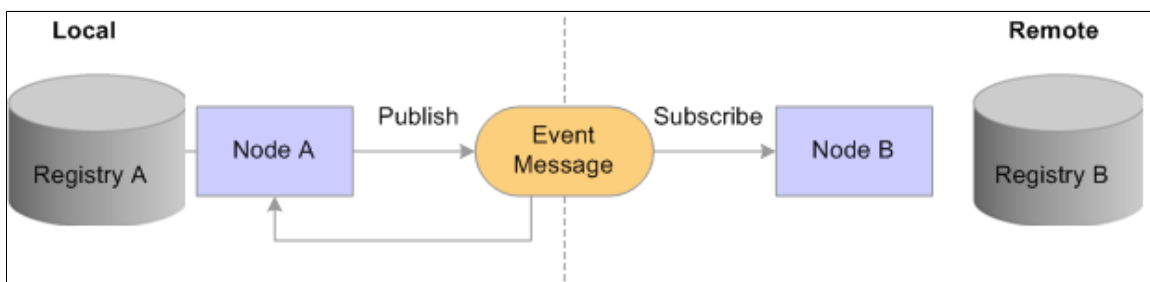 Local
Remote
Publish
Subscribe
Event
Message
Node A
Node B
Registry A
Registry B